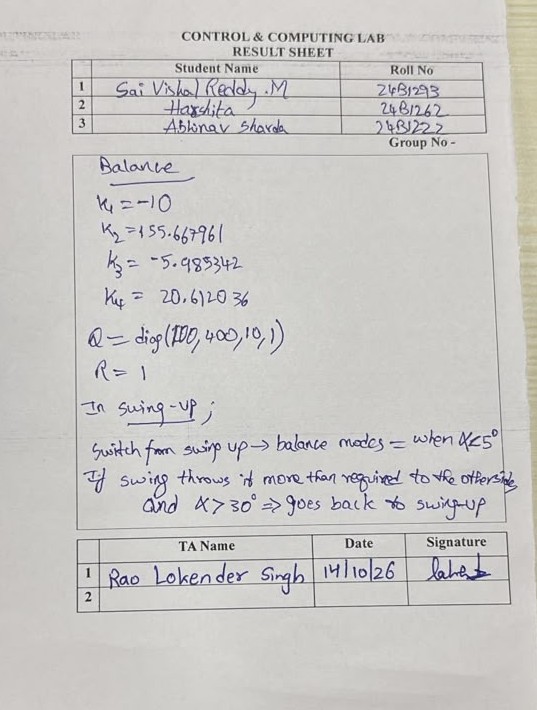 CONTROL & COMPUTING LAB
RESULT SHEET
Student Name Roll No
1 Sai Vishal Reddy.M 24B1293
2 Harshita 24B1262
3 Abhinav Sharda 24B1222
Group No -
Balance
K1 = -10
K2 = 155.667961
K3 = -5.985342
K4 = 20.612036
Q = diag(100, 400, 10, 1)
R = 1
In swing-up ;
Switch from swing up → balance modes = when α<5°
If swing throws it more than required to the otherside
and α > 30° ⇒ goes back to swing-up
TA Name Date Signature
1 Rao Lokender Singh 14/10/26
2